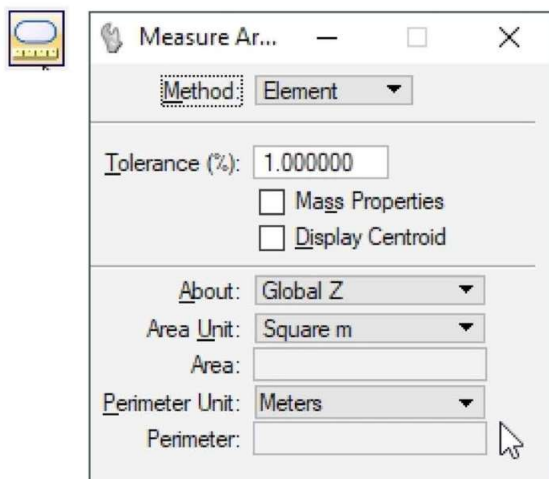 Measure Ar...
Method: Element
Tolerance (%): 1.000000
Mass Properties
Display Centroid
About: Global Z
Area Unit: Square m
Area:
Perimeter Unit: Meters
Perimeter: